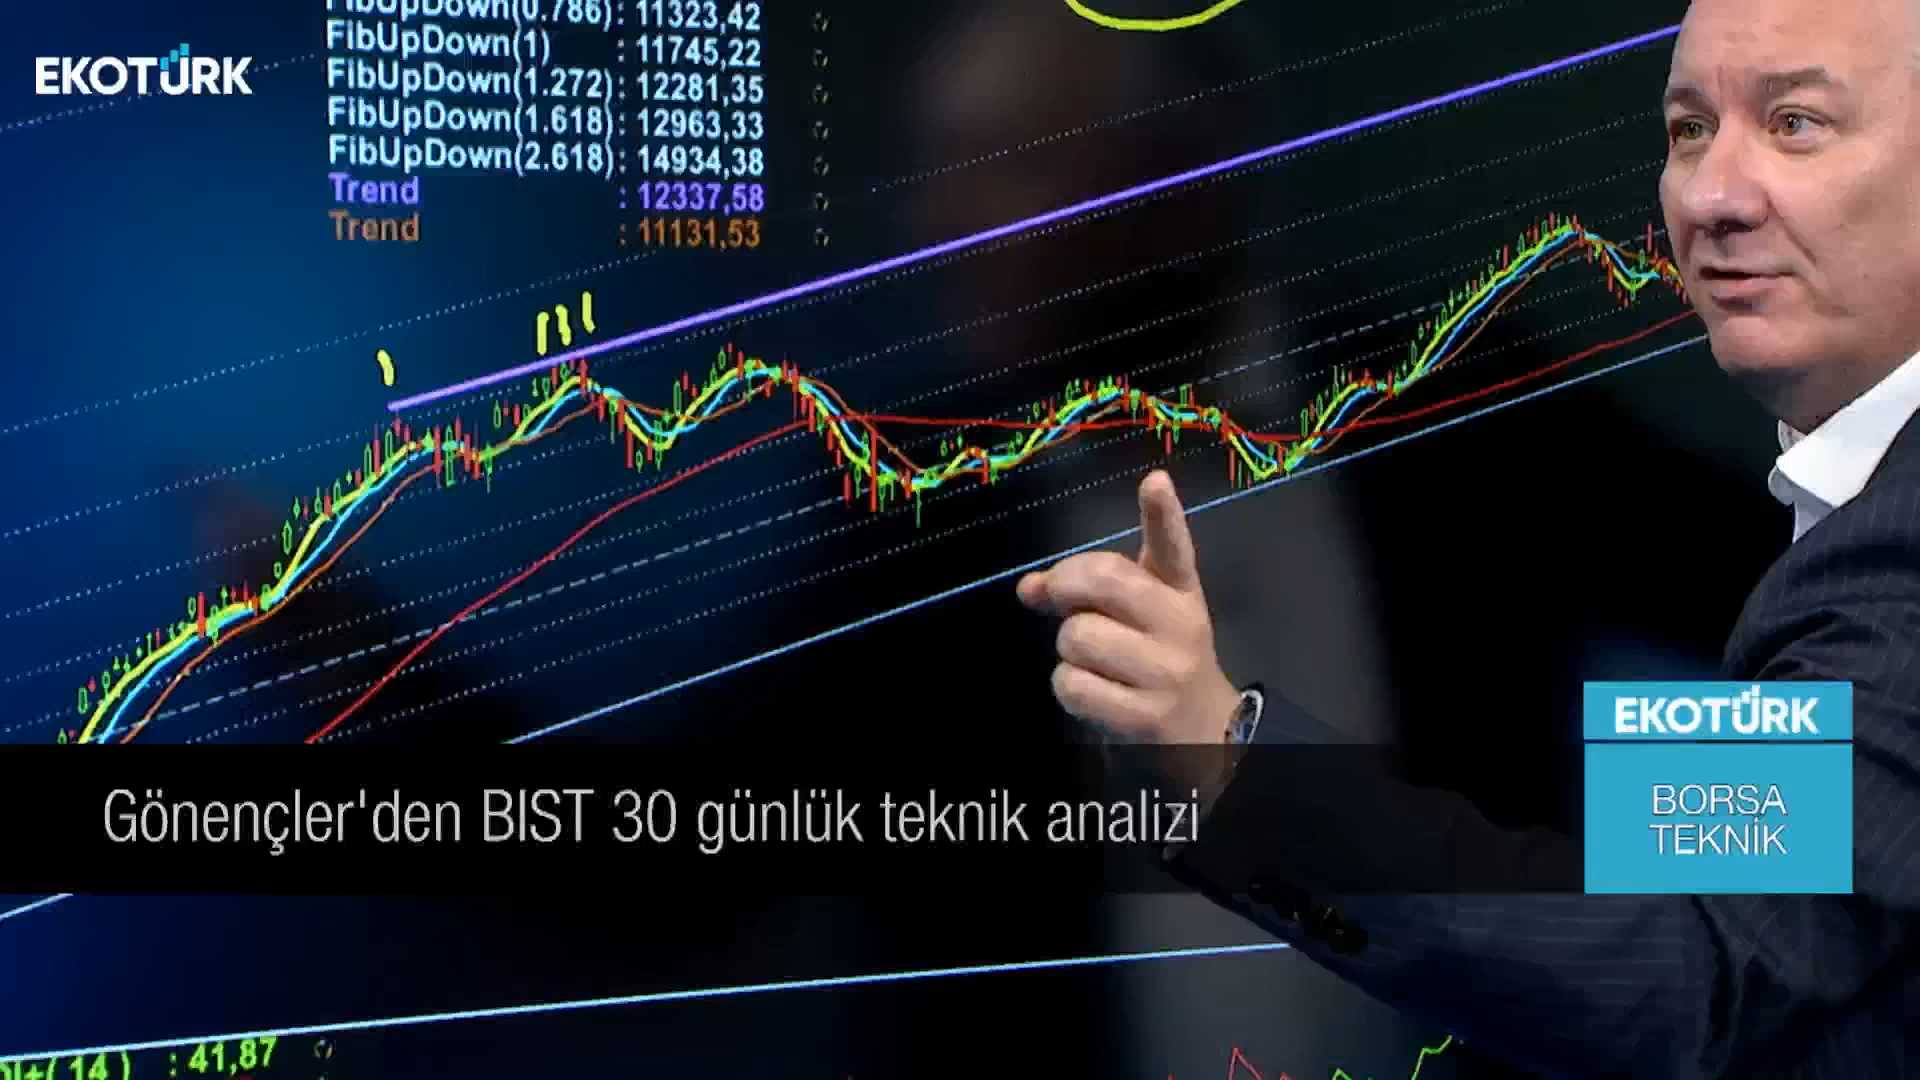 EKOTÜRK
FibUpDown(0.786): 11323,42
FibUpDown(1) : 11745,22
FibUpDown(1.272): 12281,35
FibUpDown(1.618): 12963,33
FibUpDown(2.618): 14934,38
Trend : 12337,58
Trend : 11131,53
EKOTÜRK
BORSA
TEKNİK
Gönençler'den BIST 30 günlük teknik analizi
DI+( 14 ) : 41,87